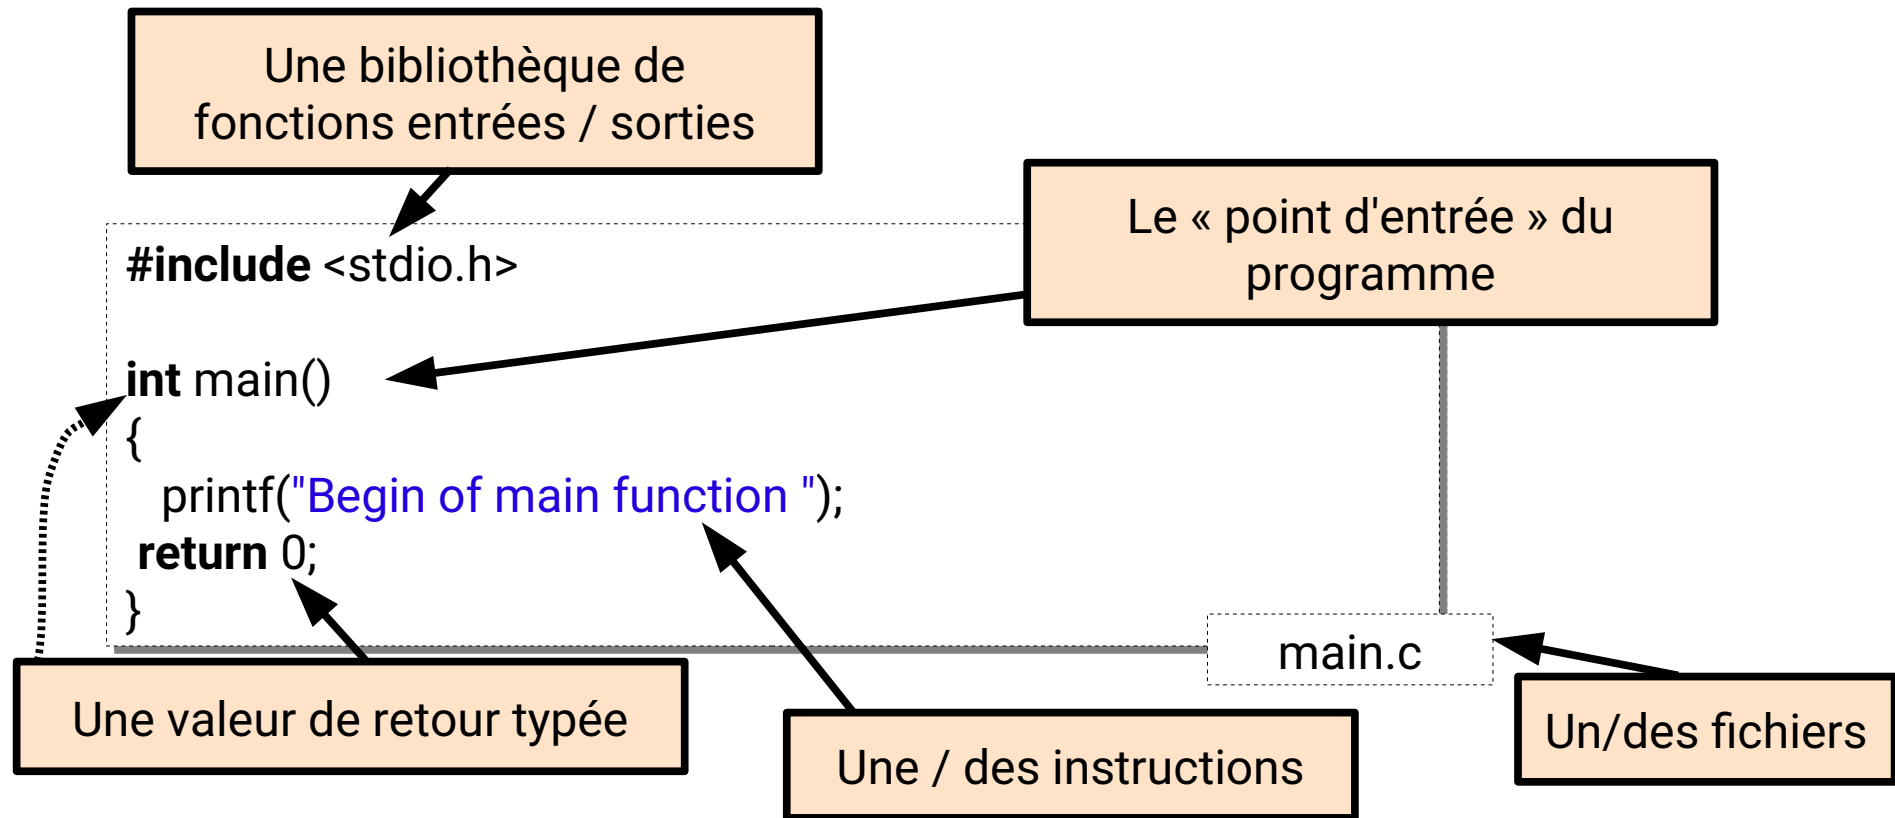 Une bibliothèque de
fonctions entrées / sorties
Le « point d'entrée » du
programme
#include <stdio.h>
int main()
{
printf("Begin of main function ");
return 0;
}
main.c
Une valeur de retour typée
Une / des instructions
Un/des fichiers